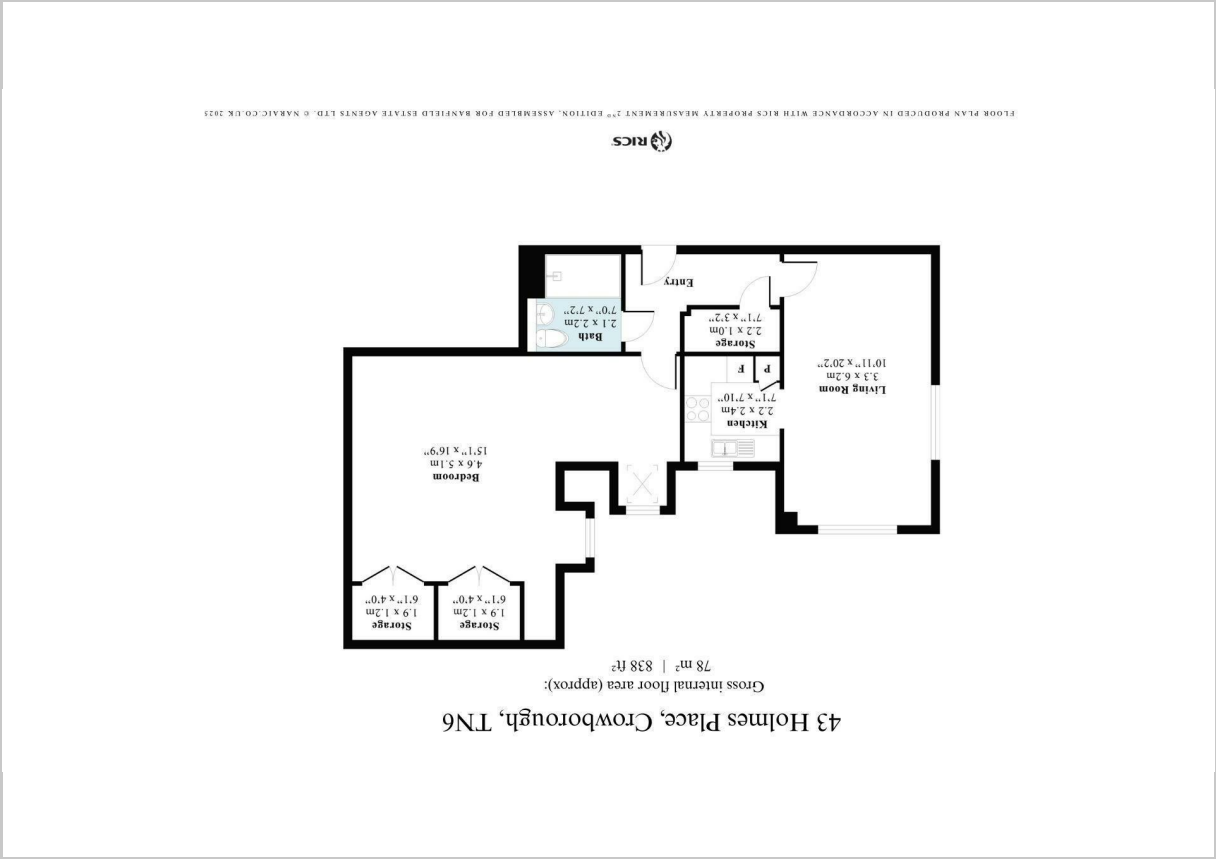 43 Holmes Place, Crowborough, TN6
Gross internal floor area (approx):
78 m² | 838 ft²
Storage
1.9 x 1.2m
6'1" x 4'0"
Storage
1.9 x 1.2m
6'1" x 4'0"
Bedroom
4.6 x 5.1m
15'1" x 16'9"
Kitchen
2.2 x 2.4m
7'1" x 7'10"
Living Room
3.3 x 6.2m
10'11" x 20'2"
P
F
Storage
2.2 x 1.0m
7'1" x 3'2"
Bath
2.1 x 2.2m
7'0" x 7'2"
Entry
RICS
FLOOR PLAN PRODUCED IN ACCORDANCE WITH RICS PROPERTY MEASUREMENT 2ND EDITION, ASSEMBLED FOR BANFIELD ESTATE AGENTS LTD. © NARAIC.CO.UK 2025